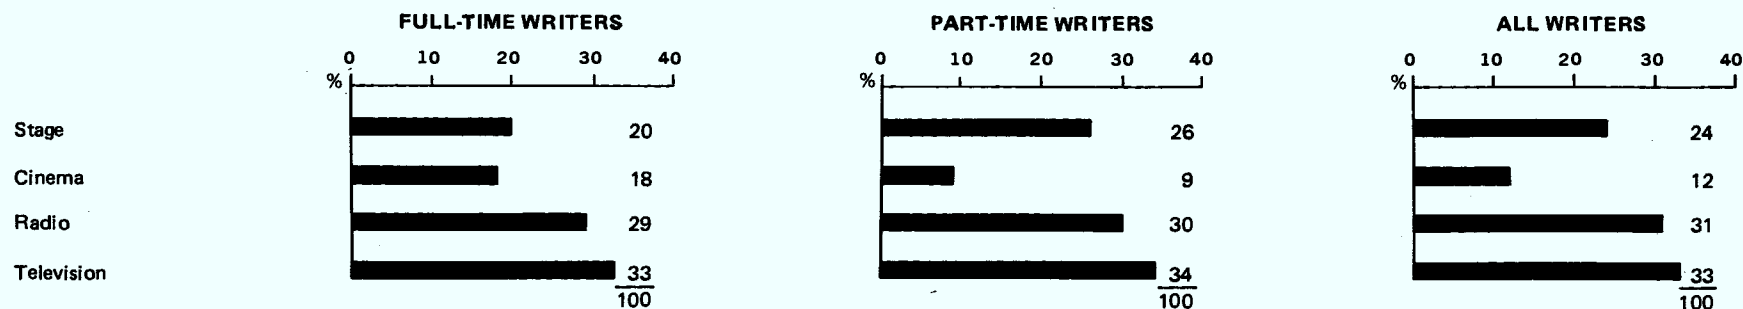 FULL-TIME WRITERS PART-TIME WRITERS ALL WRITERS
0 10 20 30 40 0 10 20 30 40 0 10 20 30 40
% % %
Stage 20 26 24
Cinema 18 9 12
Radio 29 30 31
Television 33 34 33
100 100 100